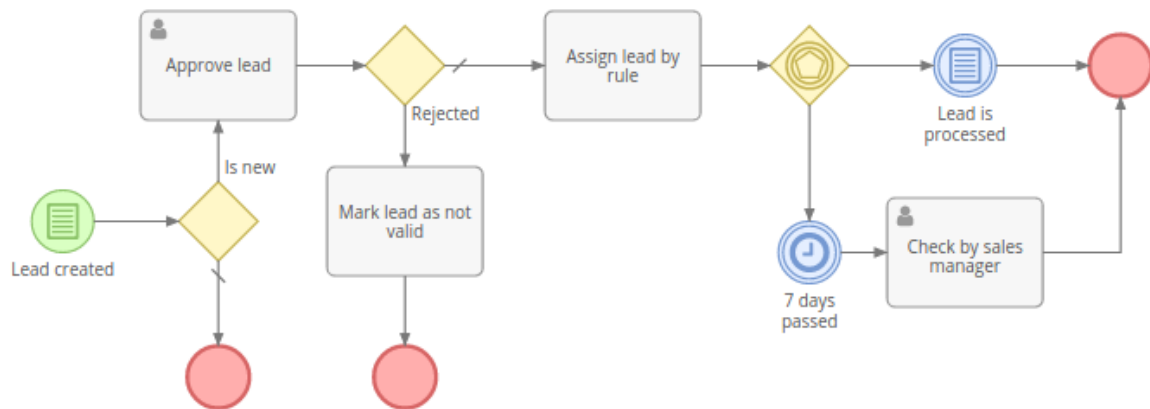 Approve lead
Assign lead by
rule
Rejected
Lead is
processed
Is new
Mark lead as not
valid
Lead created
Check by sales
manager
7 days
passed